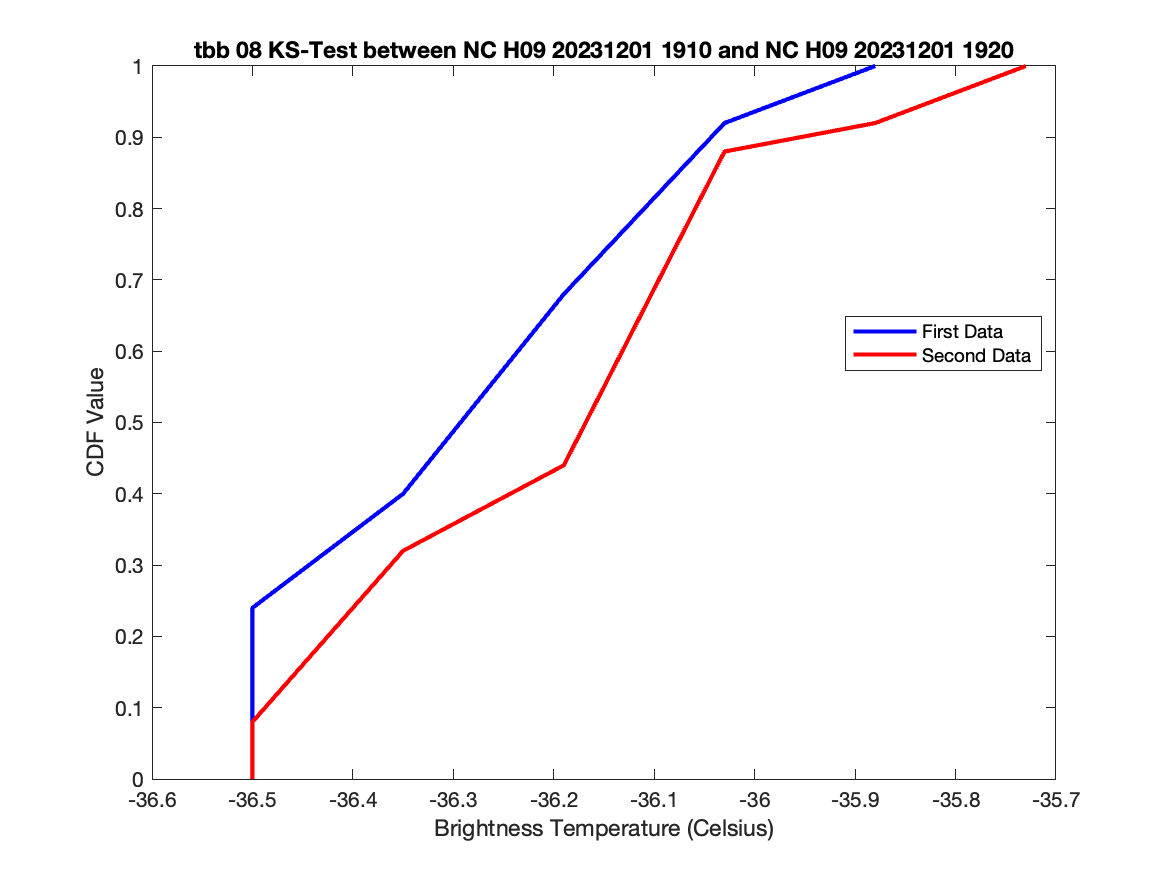 tbb 08 KS-Test between NC H09 20231201 1910 and NC H09 20231201 1920
1
0.9
0.8
0.7
0.6
0.5
0.4
0.3
0.2
0.1
0
CDF Value
First Data
Second Data
-36.6 -36.5 -36.4 -36.3 -36.2 -36.1 -36 -35.9 -35.8 -35.7
Brightness Temperature (Celsius)